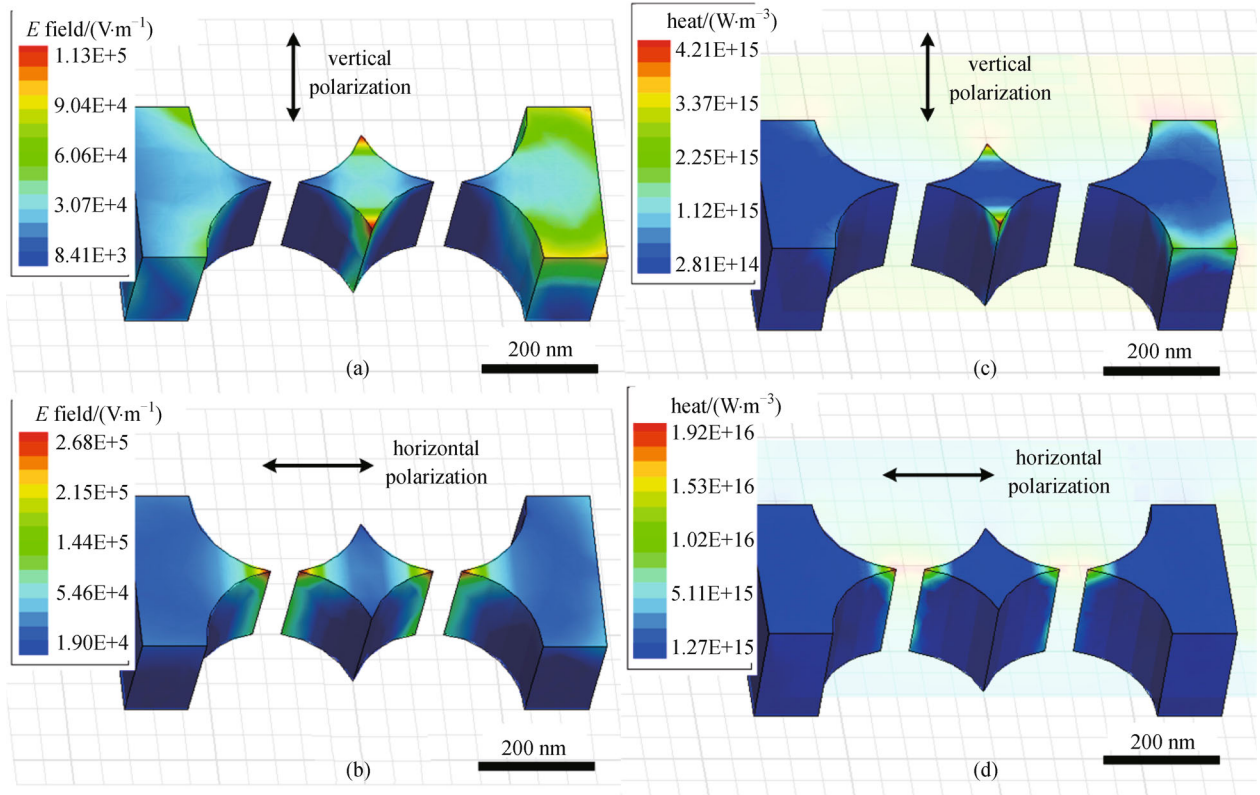 E field/(V·m⁻¹)
1.13E+5
9.04E+4
6.06E+4
3.07E+4
8.41E+3
vertical
polarization
200 nm
(a)
heat/(W·m⁻³)
4.21E+15
3.37E+15
2.25E+15
1.12E+15
2.81E+14
vertical
polarization
200 nm
(c)
E field/(V·m⁻¹)
2.68E+5
2.15E+5
1.44E+5
5.46E+4
1.90E+4
horizontal
polarization
200 nm
(b)
heat/(W·m⁻³)
1.92E+16
1.53E+16
1.02E+16
5.11E+15
1.27E+15
horizontal
polarization
200 nm
(d)